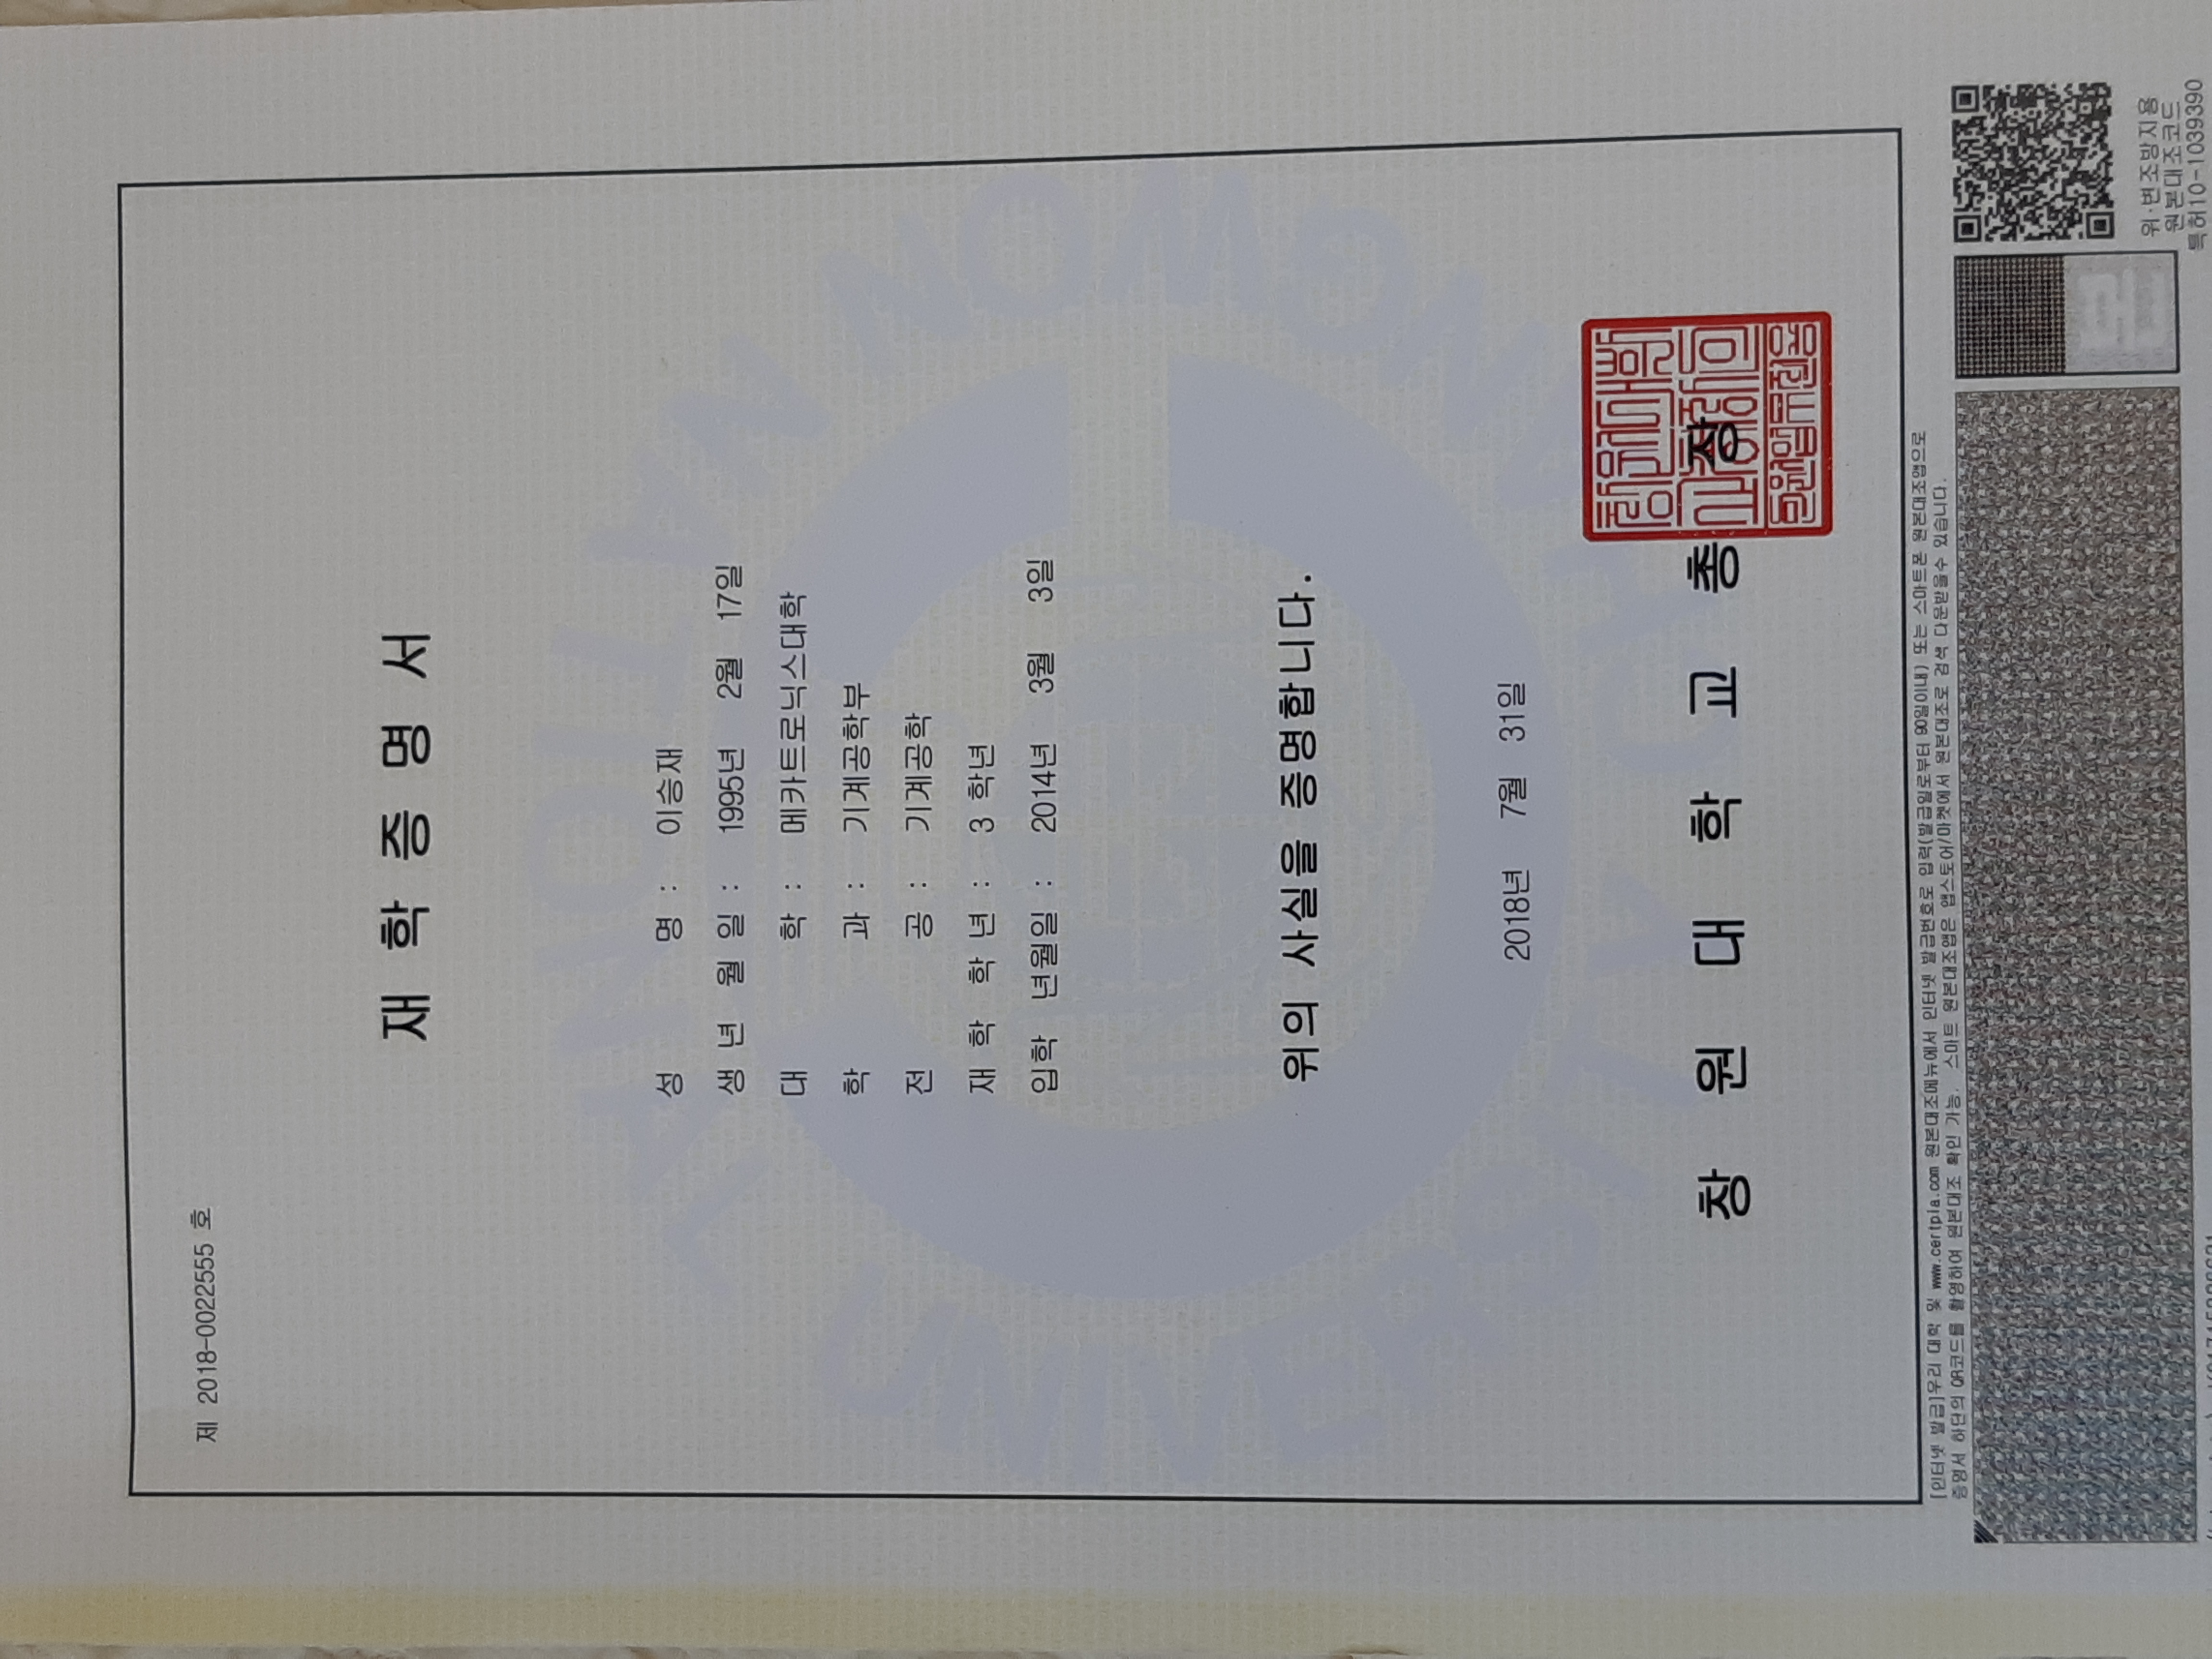 제 2018-0022555 호
재 학 증 명 서
성 명 : 이승재
생 년 월 일 : 1995년 2월 17일
대 학 : 메카트로닉스대학
학 과 : 기계공학부
전 공 : 기계공학
재 학 학 년 : 3 학년
입학 년월일 : 2014년 3월 3일
위의 사실을 증명합니다.
2018년 7월 31일
창 원 대 학 교 총 장
[인터넷 발급]우리 대학 및 www.certpia.com 원본대조메뉴에서 인터넷 발급번호로 입력(발급일로부터 90일이내) 또는 스마트폰 원본대조앱으로
증명서 하단의 QR코드를 촬영하여 원본대조 확인 가능. 스마트 원본대조앱은 앱스토어/마켓에서 원본대조로 검색 다운받을수 있습니다.
위·변조방지용
원본대조코드
특허10-1039390